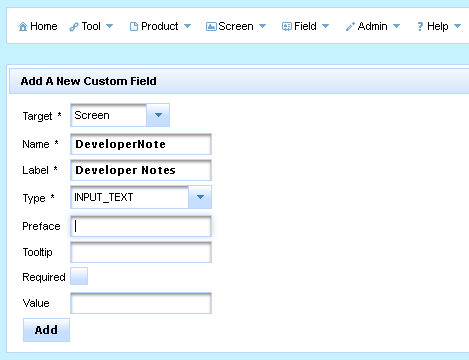 Home Tool Product Screen Field Admin ? Help
Add A New Custom Field
Target * Screen
Name * DeveloperNote
Label * Developer Notes
Type * INPUT_TEXT
Preface
Tooltip
Required
Value
Add